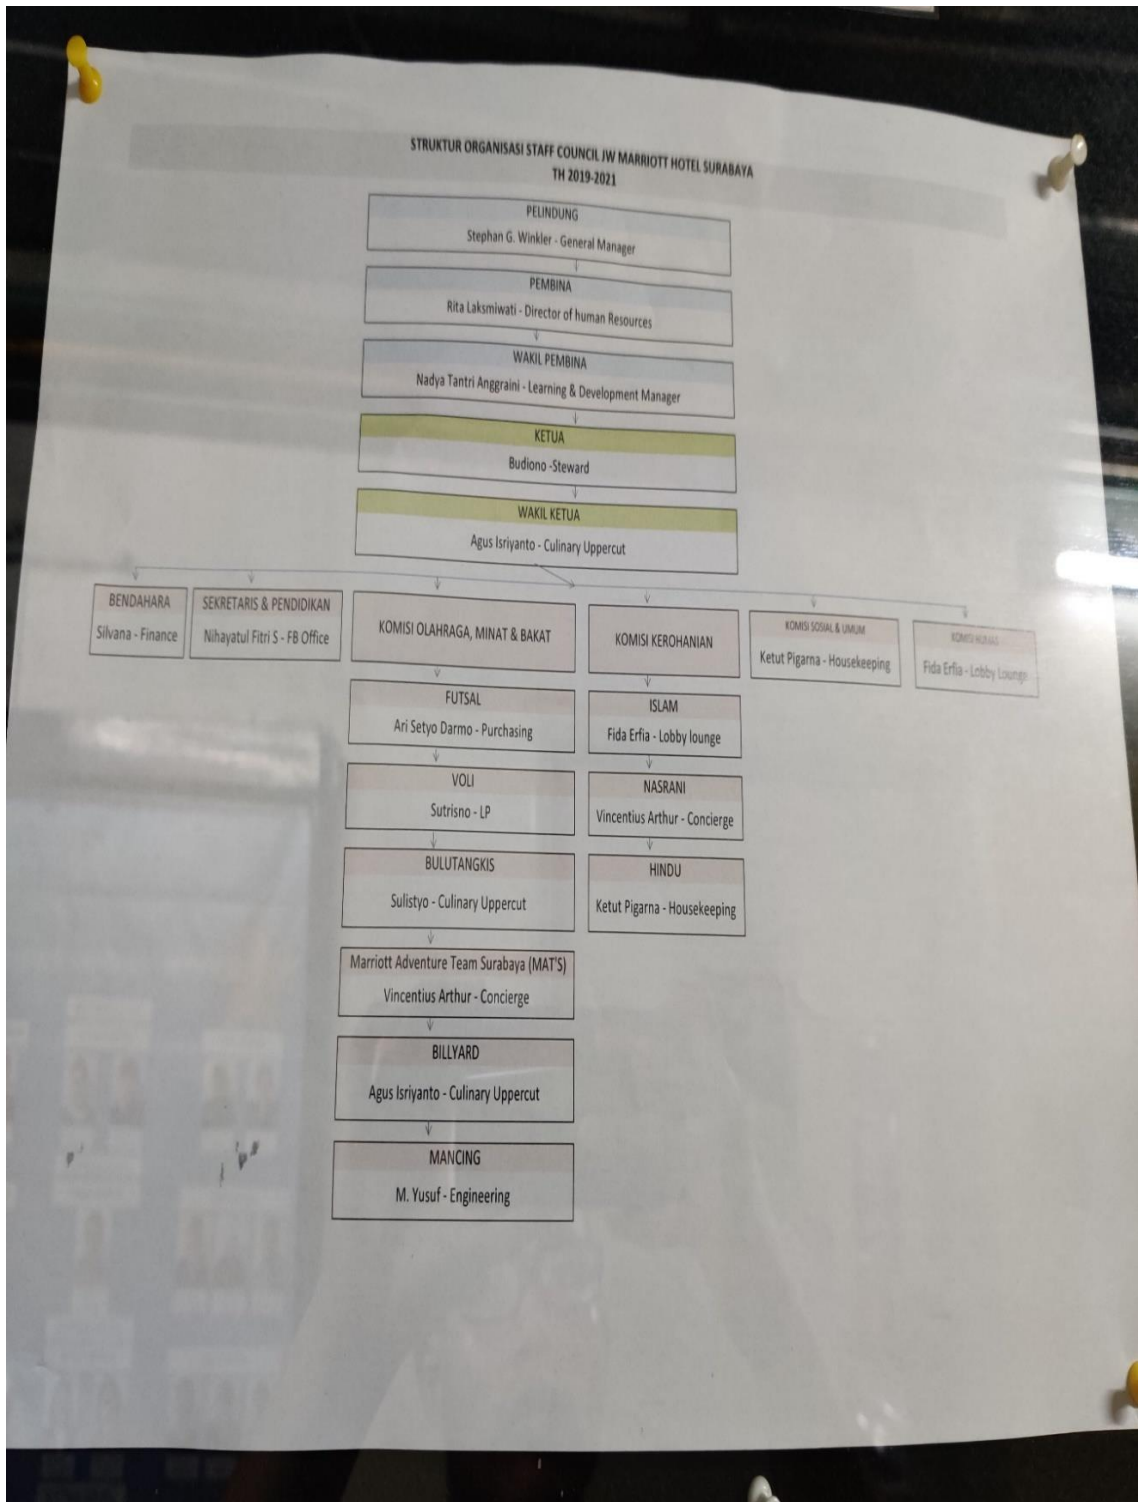 STRUKTUR ORGANISASI STAFF COUNCIL JW MARRIOTT HOTEL SURABAYA
TH 2019-2021
PELINDUNG
Stephan G. Winkler - General Manager
PEMBINA
Rita Laksmiwati - Director of human Resources
WAKIL PEMBINA
Nadya Tantri Anggraini - Learning & Development Manager
KETUA
Budiono -Steward
WAKIL KETUA
Agus Isriyanto - Culinary Uppercut
BENDAHARA
Silvana - Finance
SEKRETARIS & PENDIDIKAN
Nihayatul Fitri S - FB Office
KOMISI OLAHRAGA, MINAT & BAKAT
KOMISI KEROHANIAN
KOMISI SOSIAL & UMUM
Ketut Pigarna - Housekeeping
KOMISI HUMAS
Fida Erfia - Lobby Lounge
FUTSAL
Ari Setyo Darmo - Purchasing
VOLI
Sutrisno - LP
BULUTANGKIS
Sulistyo - Culinary Uppercut
Marriott Adventure Team Surabaya (MAT'S)
Vincentius Arthur - Concierge
BILLYARD
Agus Isriyanto - Culinary Uppercut
MANCING
M. Yusuf - Engineering
ISLAM
Fida Erfia - Lobby lounge
NASRANI
Vincentius Arthur - Concierge
HINDU
Ketut Pigarna - Housekeeping